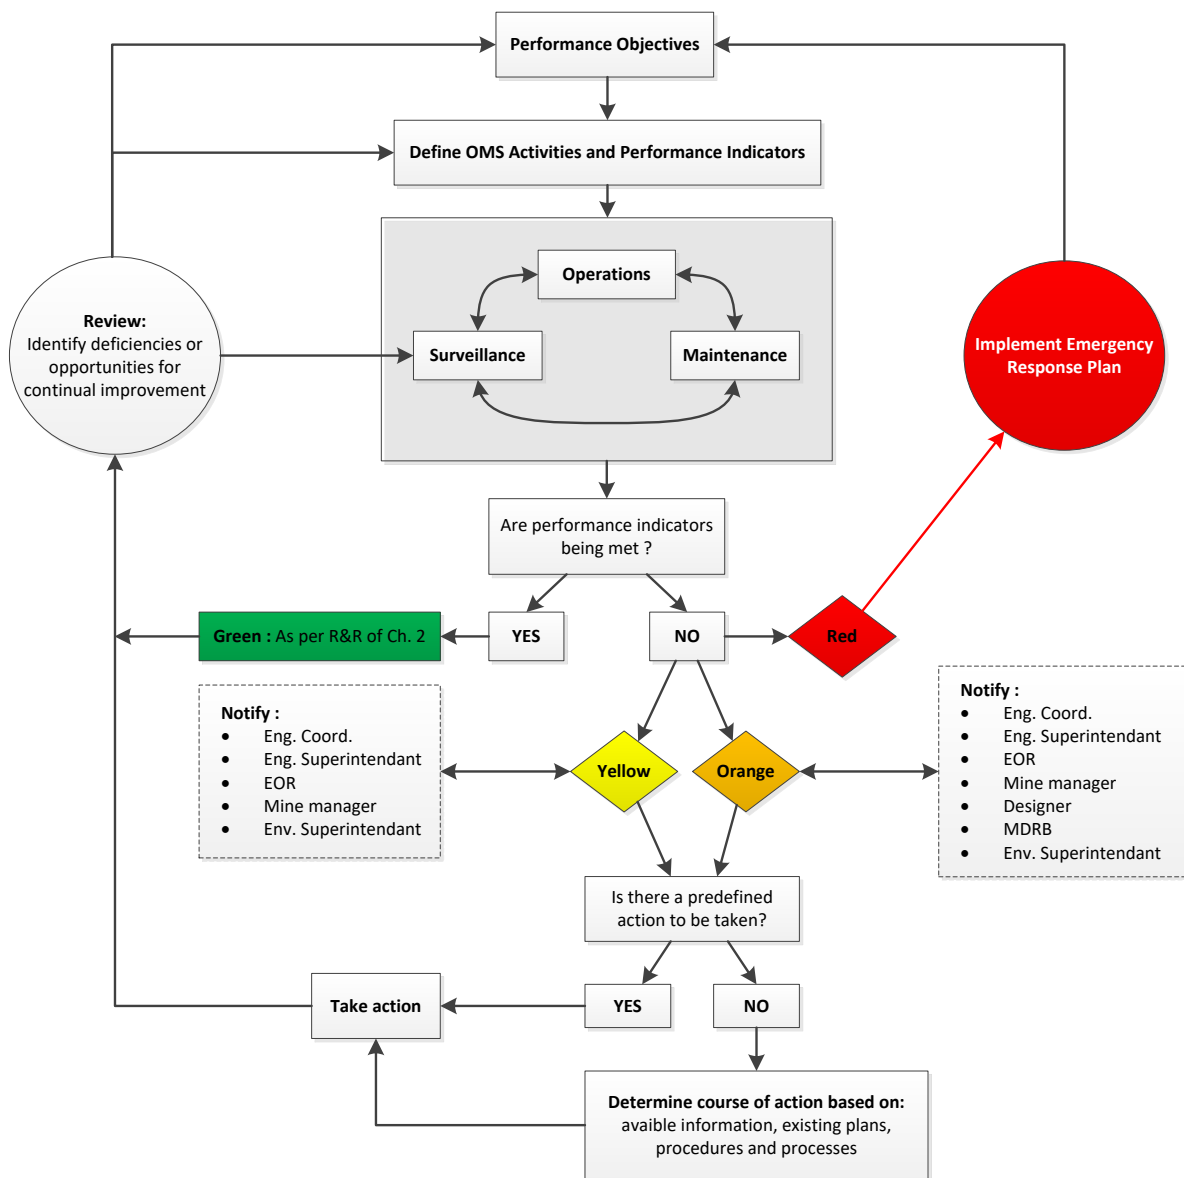 Performance Objectives
Define OMS Activities and Performance Indicators
Operations
Surveillance
Maintenance
Review:
Identify deficiencies or
opportunities for
continual improvement
Implement Emergency
Response Plan
Are performance indicators
being met ?
Green : As per R&R of Ch. 2
YES
NO
Red
Notify :
• Eng. Coord.
• Eng. Superintendant
• EOR
• Mine manager
• Env. Superintendant
Yellow
Orange
Notify :
• Eng. Coord.
• Eng. Superintendant
• EOR
• Mine manager
• Designer
• MDRB
• Env. Superintendant
Is there a predefined
action to be taken?
Take action
YES
NO
Determine course of action based on:
avaible information, existing plans,
procedures and processes